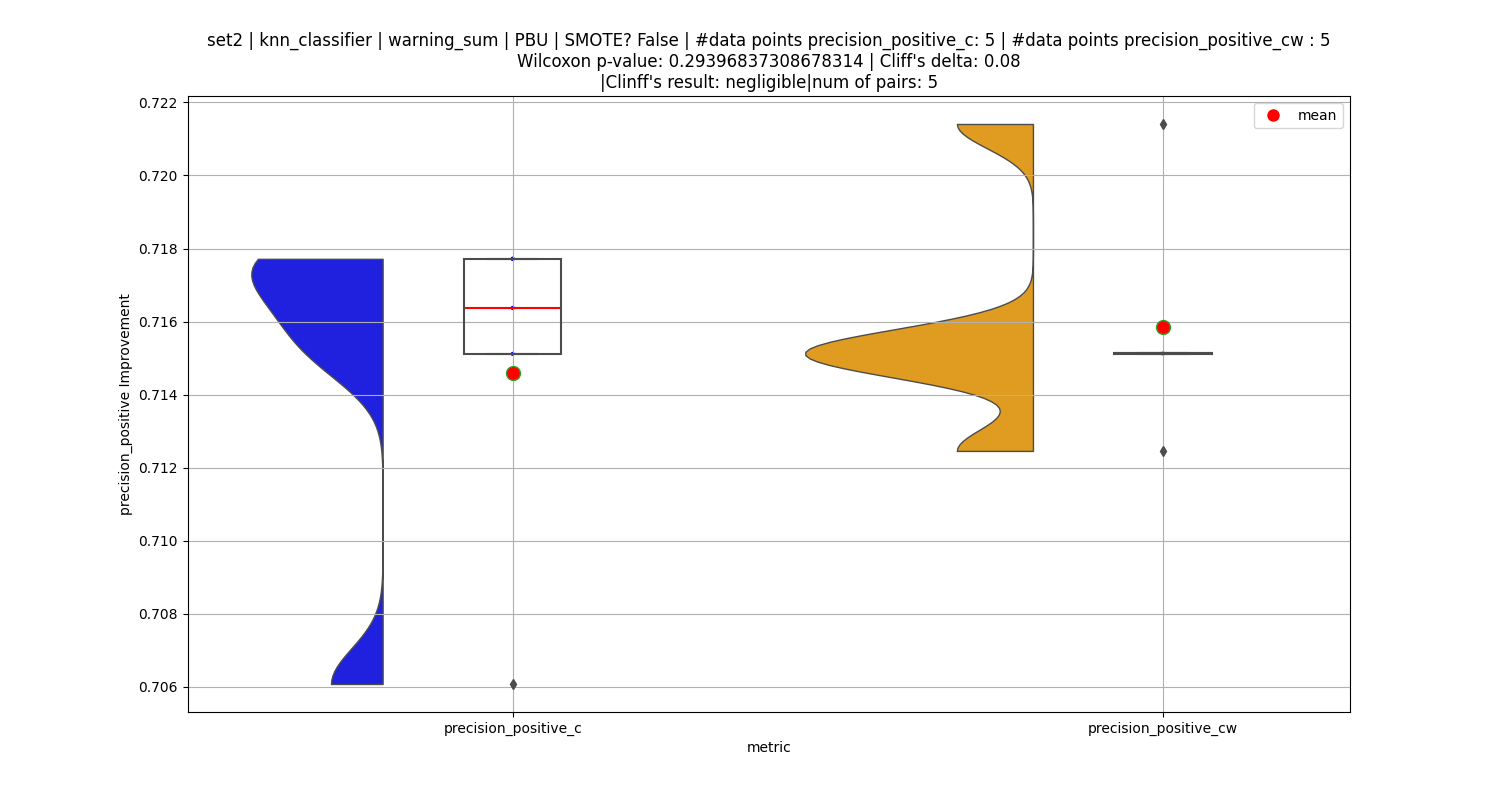 set2 | knn_classifier | warning_sum | PBU | SMOTE? False | #data points precision_positive_c: 5 | #data points precision_positive_cw : 5
Wilcoxon p-value: 0.29396837308678314 | Cliff's delta: 0.08
|Clinff's result: negligible|num of pairs: 5
mean
0.722
0.720
0.718
0.716
0.714
0.712
0.710
0.708
0.706
precision_positive Improvement
precision_positive_c
precision_positive_cw
metric